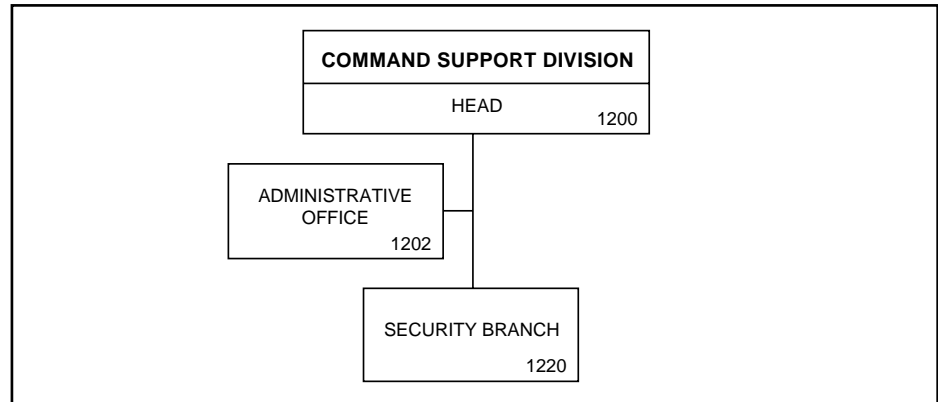 COMMAND SUPPORT DIVISION
HEAD
1200
ADMINISTRATIVE
OFFICE
1202
SECURITY BRANCH
1220